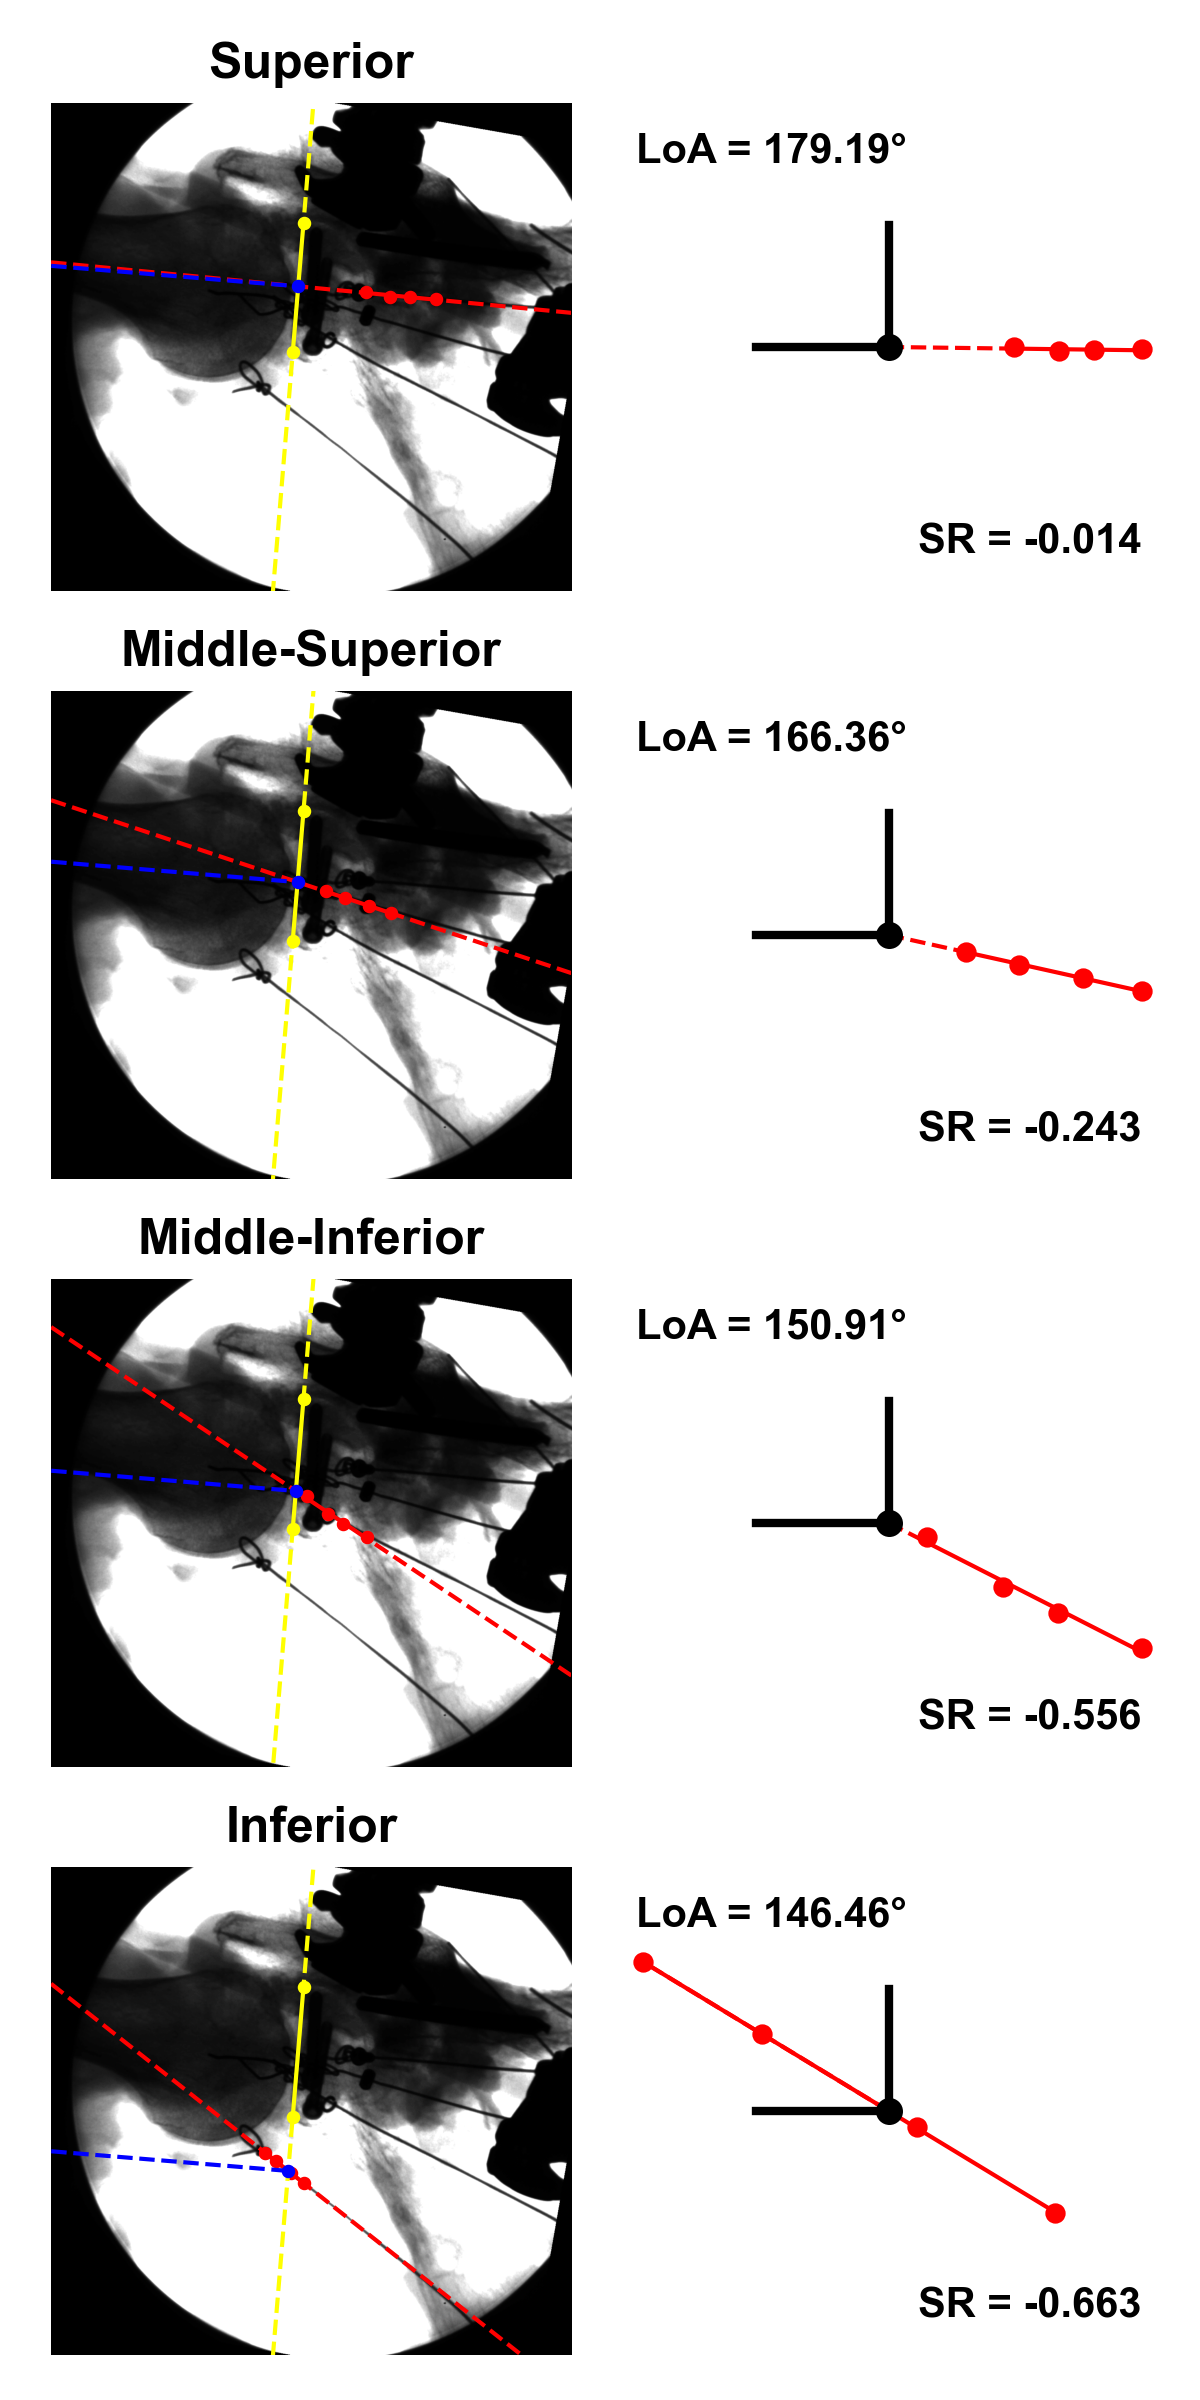 Superior
LoA = 179.19°
SR = -0.014
Middle-Superior
LoA = 166.36°
SR = -0.243
Middle-Inferior
LoA = 150.91°
SR = -0.556
Inferior
LoA = 146.46°
SR = -0.663